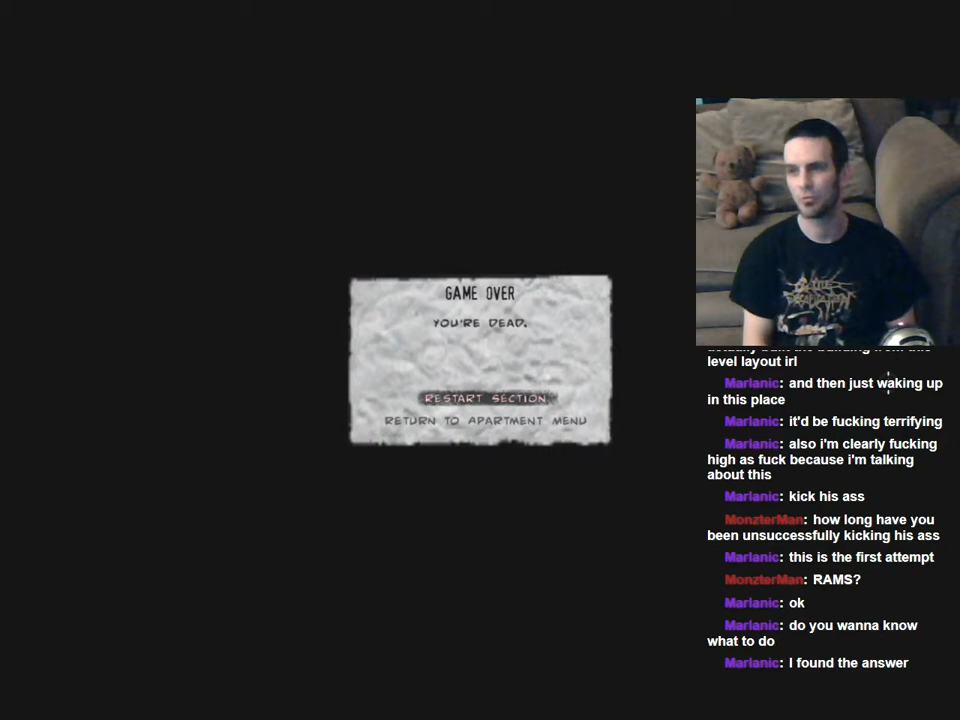 GAME OVER
YOU'RE DEAD.
RESTART SECTION
RETURN TO APARTMENT MENU
level layout irl
Marlanic: and then just waking up
in this place
Marlanic: it'd be fucking terrifying
Marlanic: also i'm clearly fucking
high as fuck because i'm talking
about this
Marlanic: kick his ass
MonzterMan: how long have you
been unsuccessfully kicking his ass
Marlanic: this is the first attempt
MonzterMan: RAMS?
Marlanic: ok
Marlanic: do you wanna know
what to do
Marlanic: I found the answer